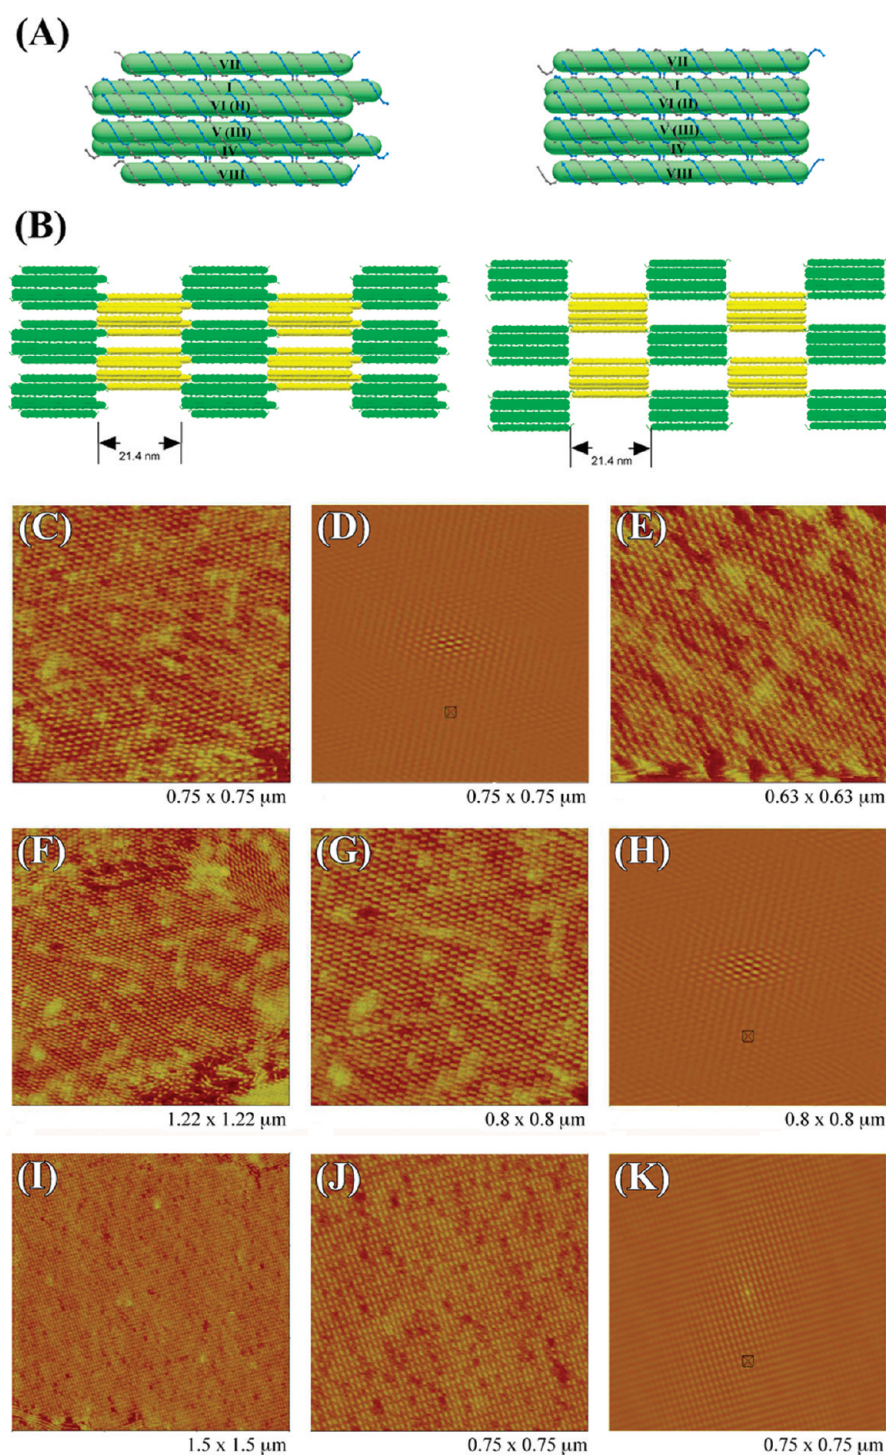 (A)
VII
I
VI (II)
V (III)
IV
VIII
VII
I
VI (II)
V (III)
IV
VIII
(B)
21.4 nm
21.4 nm
(C)
(D)
(E)
0.75 x 0.75 μm
0.75 x 0.75 μm
0.63 x 0.63 μm
(F)
(G)
(H)
1.22 x 1.22 μm
0.8 x 0.8 μm
0.8 x 0.8 μm
(I)
(J)
(K)
1.5 x 1.5 μm
0.75 x 0.75 μm
0.75 x 0.75 μm